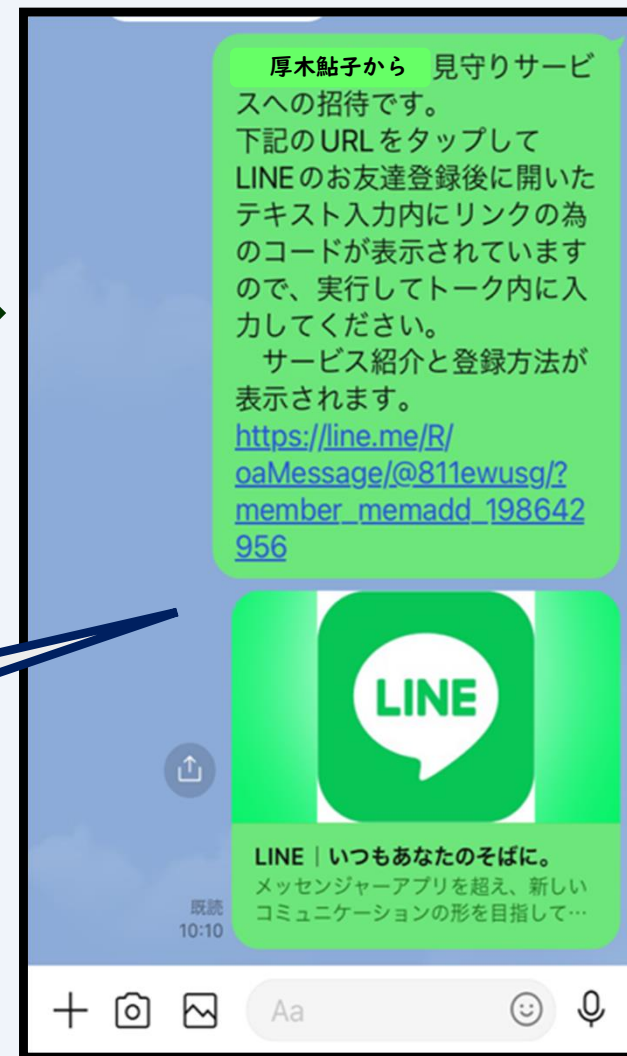 厚木鮎子から 見守りサービ
スへの招待です。
下記のURLをタップして
LINEのお友達登録後に開いた
テキスト入力内にリンクの為
のコードが表示されています
ので、実行してトーク内に入
力してください。
　サービス紹介と登録方法が
表示されます。
https://line.me/R/
oaMessage/@811ewusg/?
member_memadd_198642
956
LINE
LINE｜いつもあなたのそばに。
メッセンジャーアプリを超え、新しい
コミュニケーションの形を目指して…
既読
10:10
Aa